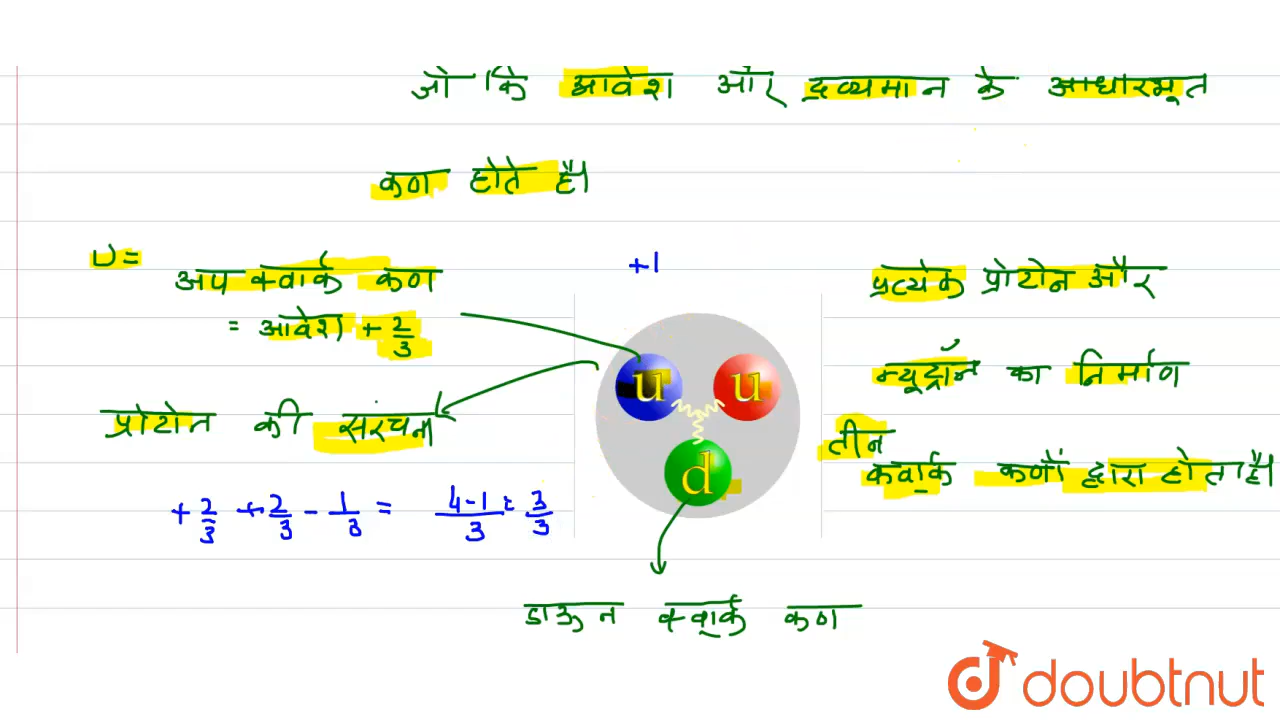 जो कि आवेश और द्रव्यमान के आधारभूत
कण होते हैं।
U =
अप क्वार्क कण
= आवेश + 2/3
प्रोटोन की संरचना
+ 2/3 + 2/3 - 1/3 = 4-1/3 = 3/3
+1
u u
d
डाऊन क्वार्क कण
प्रत्येक प्रोटोन और
न्यूट्रॉन का निर्माण
तीन
क्वार्क कणों द्वारा होता है।
doubtnut